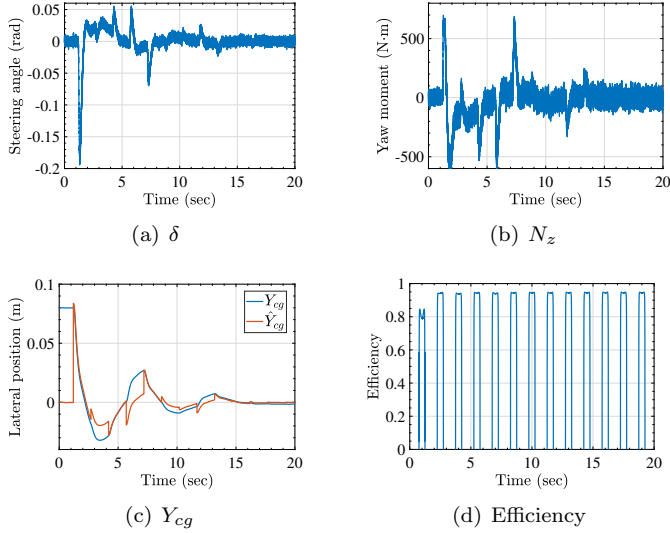 Steering angle (rad)
0.05
0
-0.05
-0.1
-0.15
-0.2
0 5 10 15 20
Time (sec)
(a) δ
Yaw moment (N·m)
500
0
-500
0 5 10 15 20
Time (sec)
(b) N_z
Lateral position (m)
0.1
0.05
0
0 5 10 15 20
Time (sec)
Y_cg
Ŷ_cg
(c) Y_cg
Efficiency
1
0.8
0.6
0.4
0.2
0
0 5 10 15 20
Time (sec)
(d) Efficiency